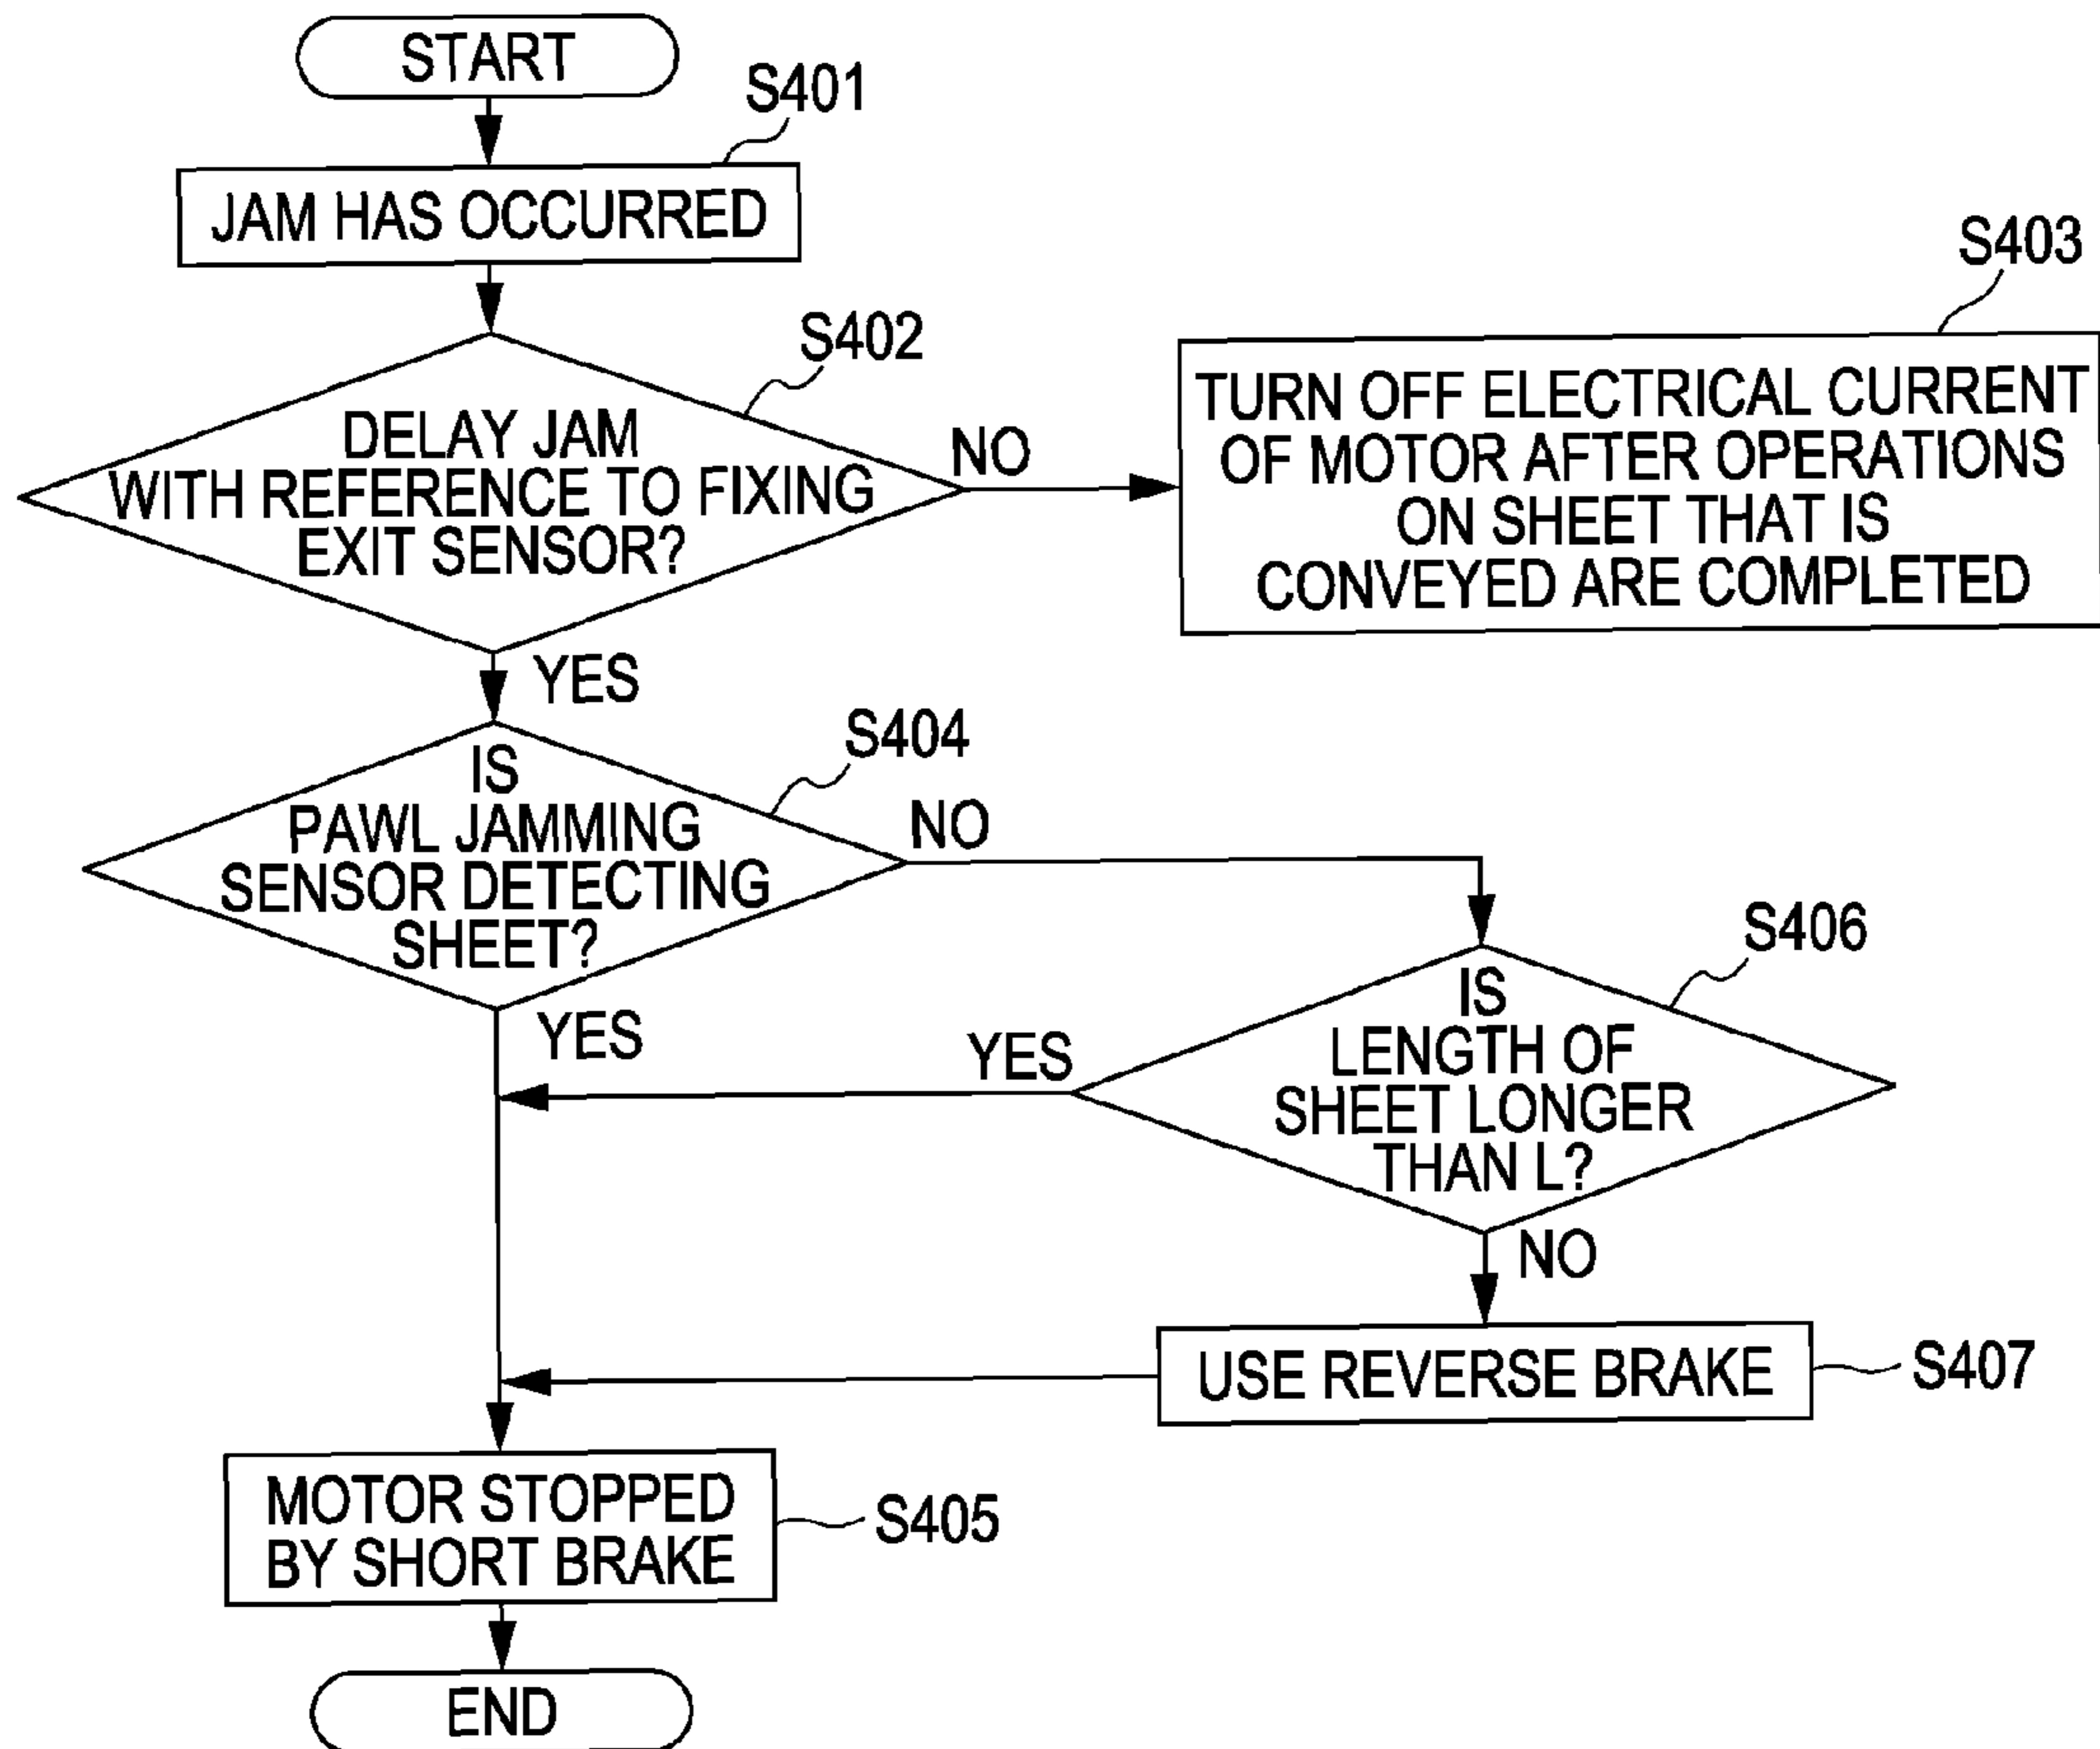 START
S401
JAM HAS OCCURRED
S402
DELAY JAM
WITH REFERENCE TO FIXING
EXIT SENSOR?
NO
S403
TURN OFF ELECTRICAL CURRENT
OF MOTOR AFTER OPERATIONS
ON SHEET THAT IS
CONVEYED ARE COMPLETED
YES
S404
IS
PAWL JAMMING
SENSOR DETECTING
SHEET?
NO
YES
S406
IS
LENGTH OF
SHEET LONGER
THAN L?
YES
NO
USE REVERSE BRAKE
S407
MOTOR STOPPED
BY SHORT BRAKE
S405
END